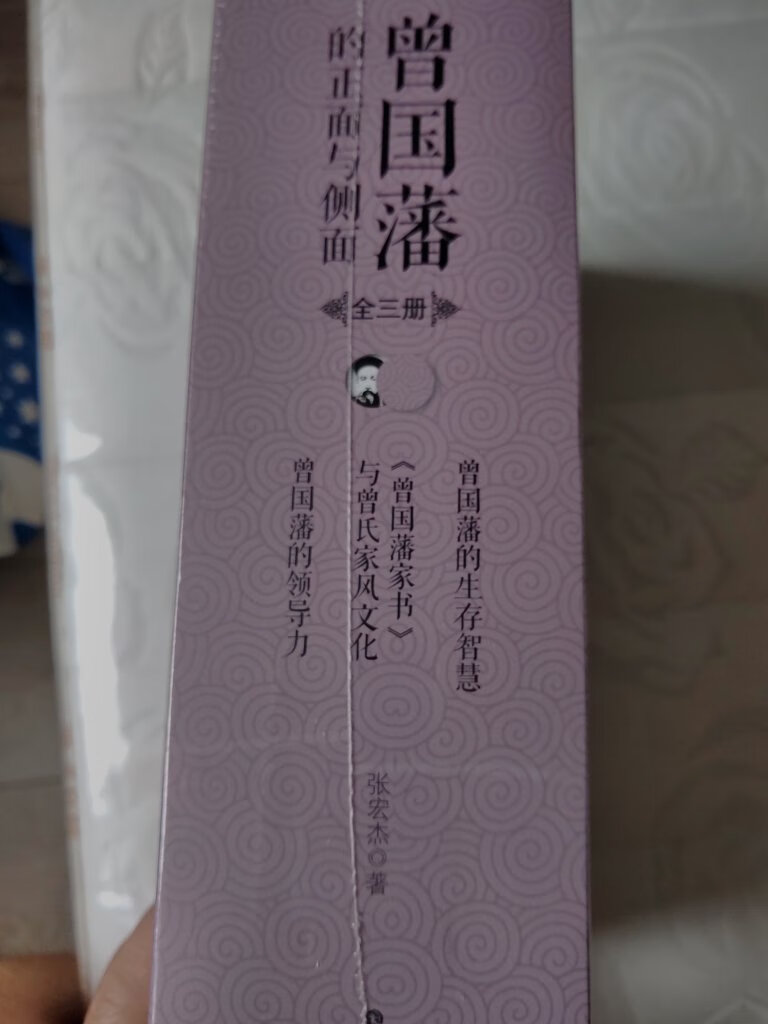 曾国藩
的正面与侧面
全三册
曾国藩的生存智慧
《曾国藩家书》
与曾氏家风文化
曾国藩的领导力
张宏杰◎著